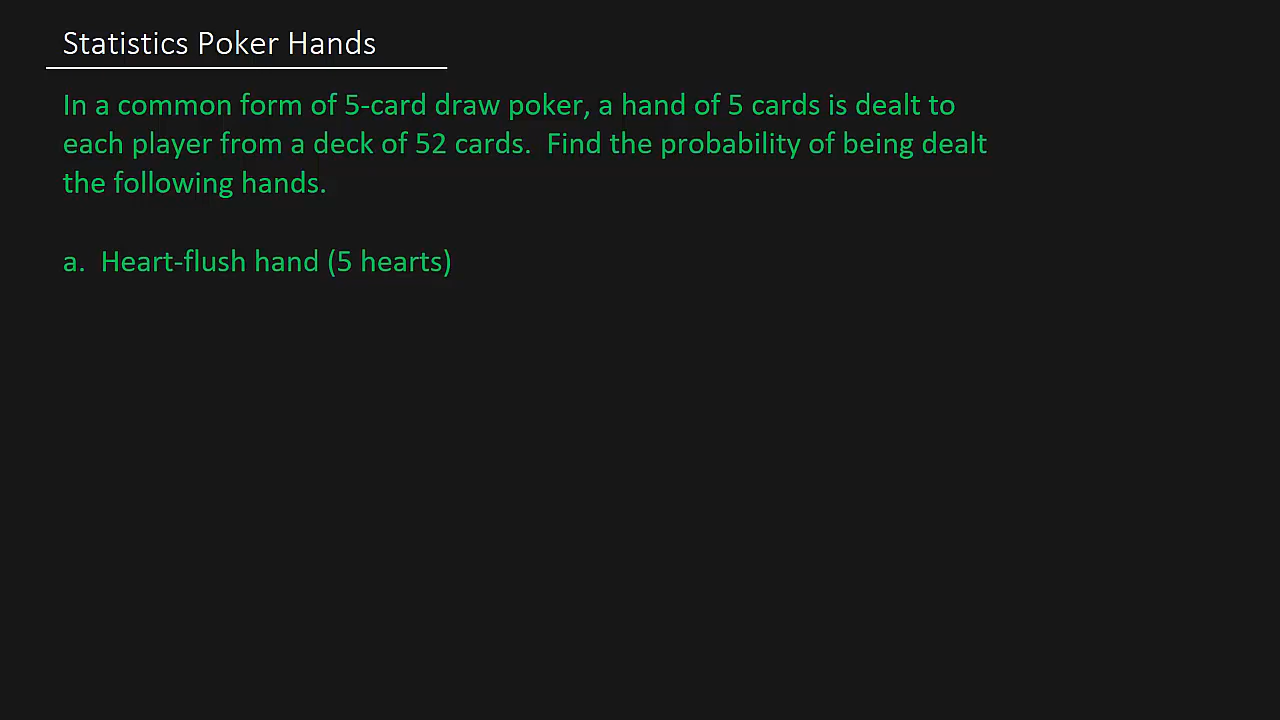 Statistics Poker Hands
In a common form of 5-card draw poker, a hand of 5 cards is dealt to
each player from a deck of 52 cards.  Find the probability of being dealt
the following hands.
a.  Heart-flush hand (5 hearts)